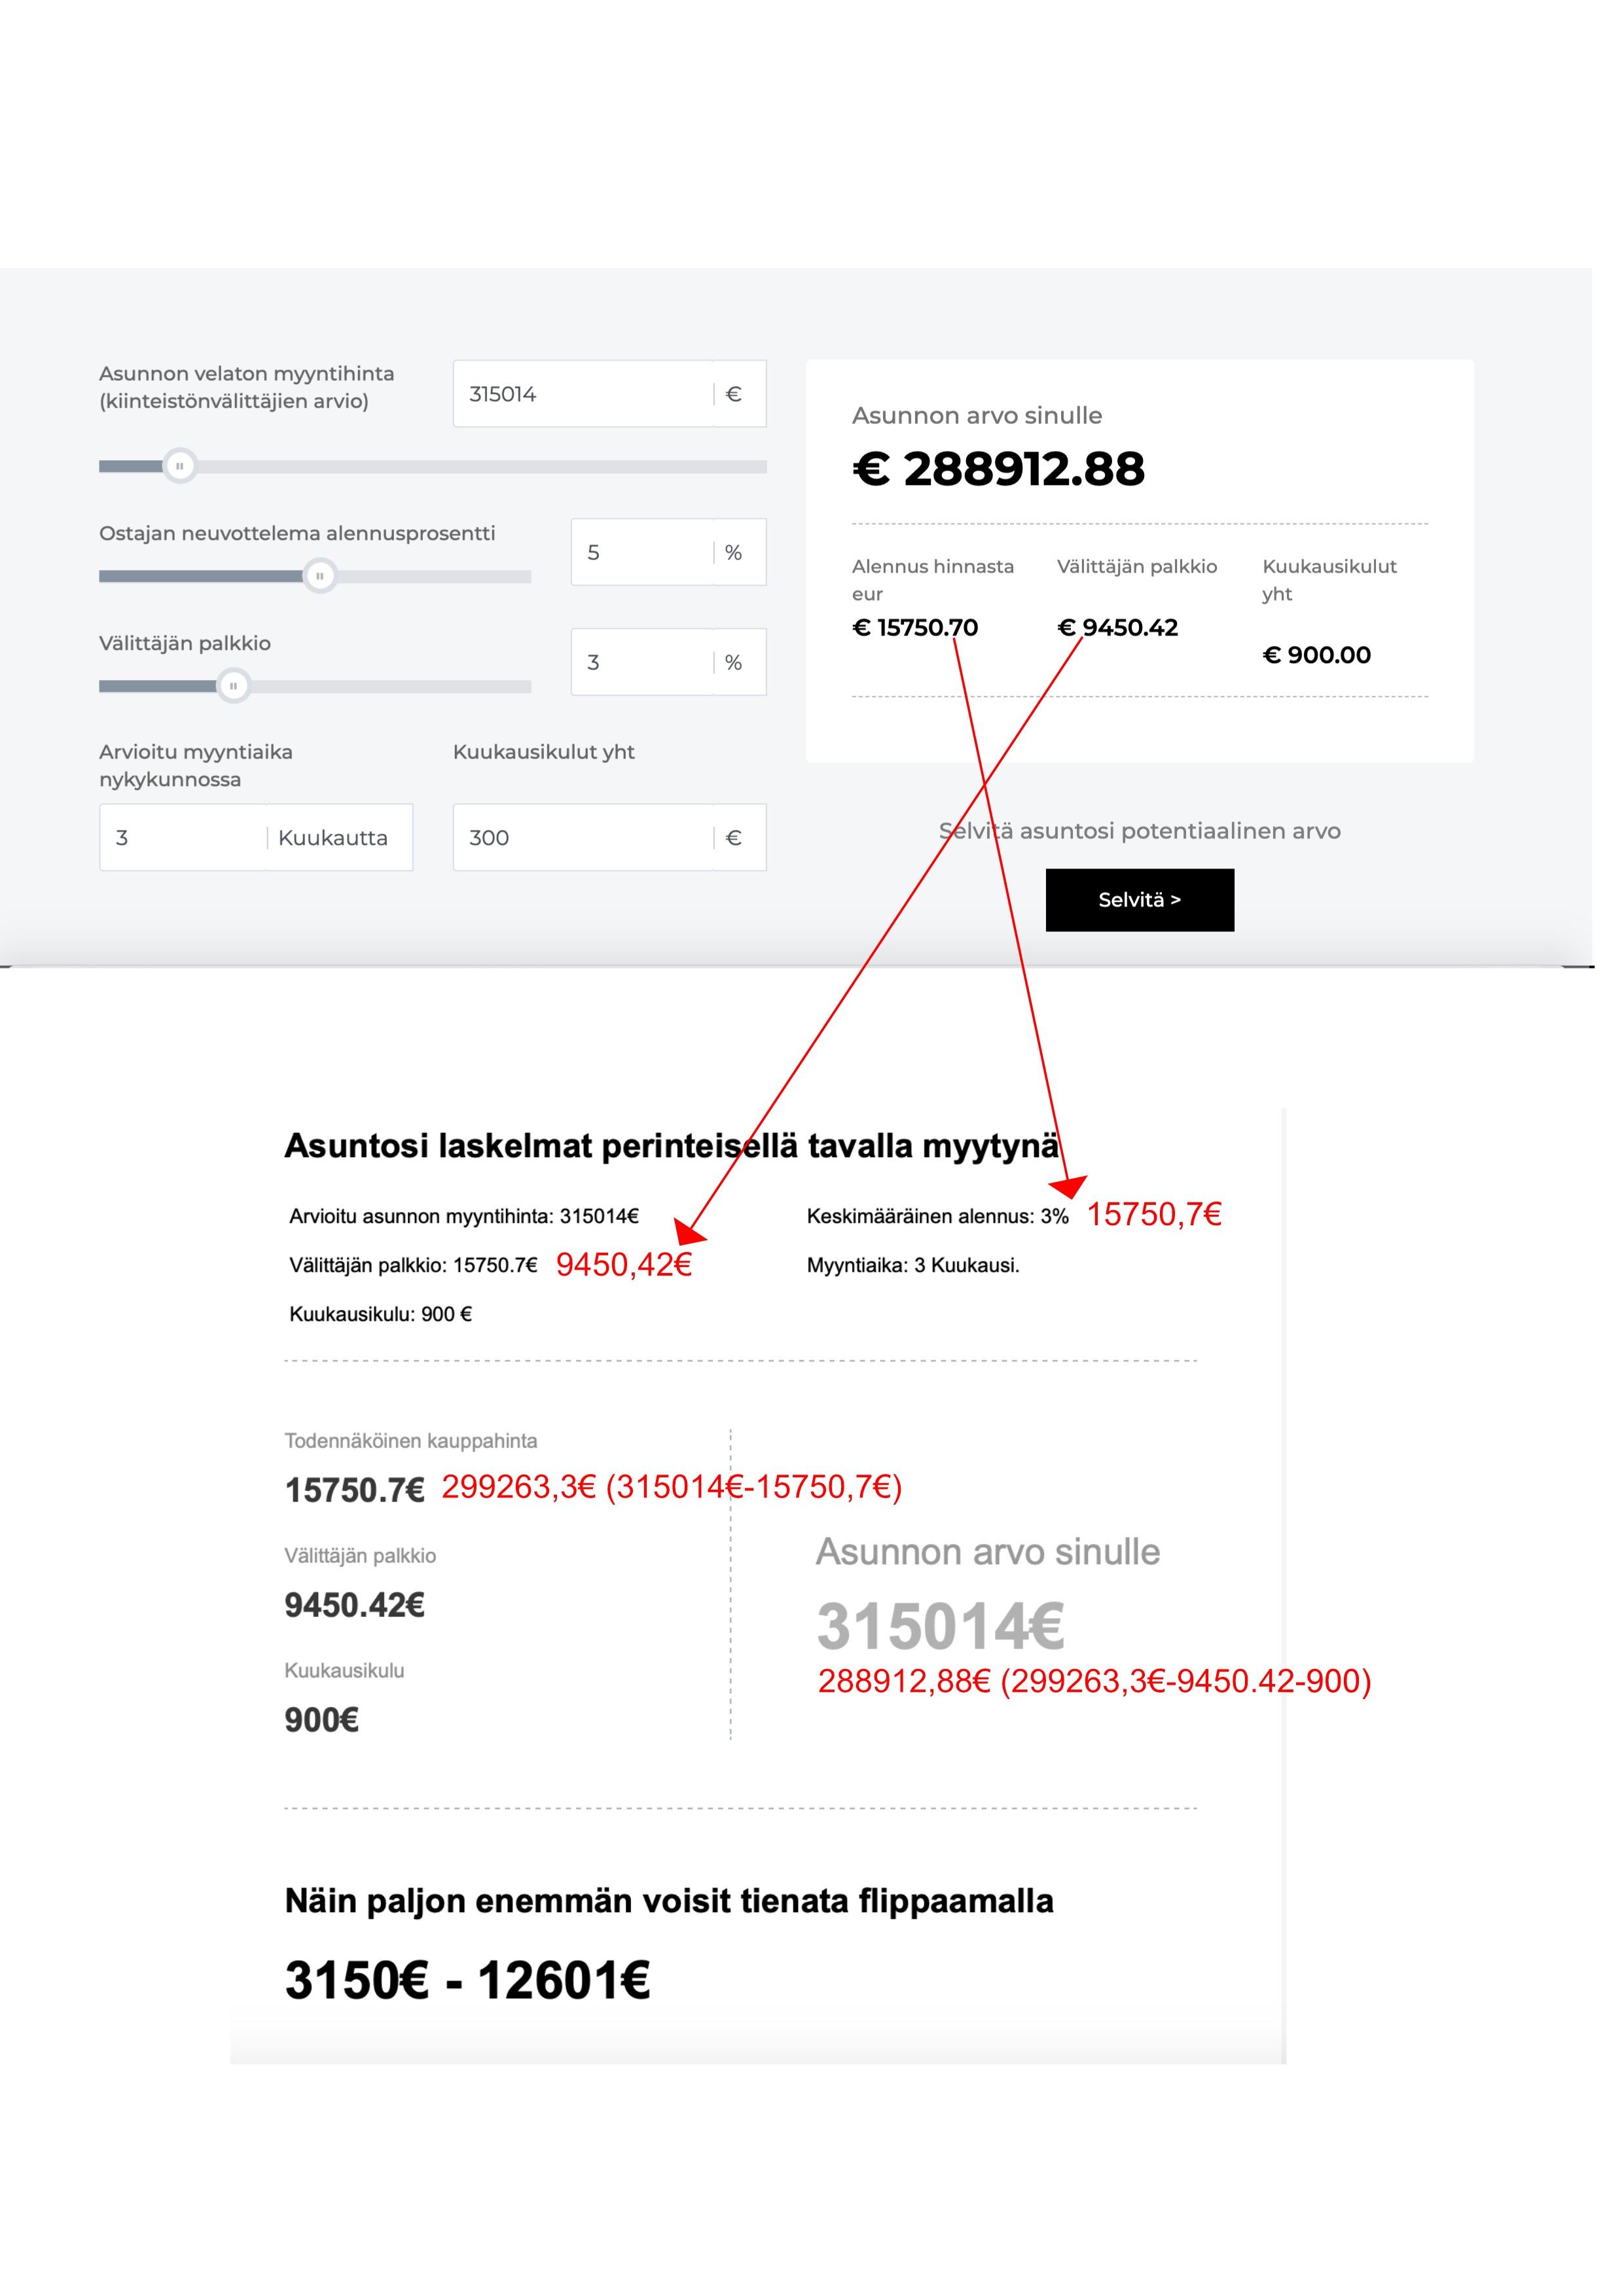 Asunnon velaton myyntihinta
(kiinteistönvälittäjien arvio)
315014 €
Ostajan neuvottelema alennusprosentti
5 %
Välittäjän palkkio
3 %
Arvioitu myyntiaika
nykykunnossa
3 Kuukautta
Kuukausikulut yht
300 €
Asunnon arvo sinulle
€ 288912.88
Alennus hinnasta
eur
€ 15750.70
Välittäjän palkkio
€ 9450.42
Kuukausikulut
yht
€ 900.00
Selvitä asuntosi potentiaalinen arvo
Selvitä >
Asuntosi laskelmat perinteisellä tavalla myytynä
Arvioitu asunnon myyntihinta: 315014€
Keskimääräinen alennus: 3% 15750,7€
Välittäjän palkkio: 15750.7€ 9450,42€
Myyntiaika: 3 Kuukausi.
Kuukausikulu: 900 €
Todennäköinen kauppahinta
15750.7€ 299263,3€ (315014€-15750,7€)
Välittäjän palkkio
9450.42€
Kuukausikulu
900€
Asunnon arvo sinulle
315014€
288912,88€ (299263,3€-9450.42-900)
Näin paljon enemmän voisit tienata flippaamalla
3150€ - 12601€